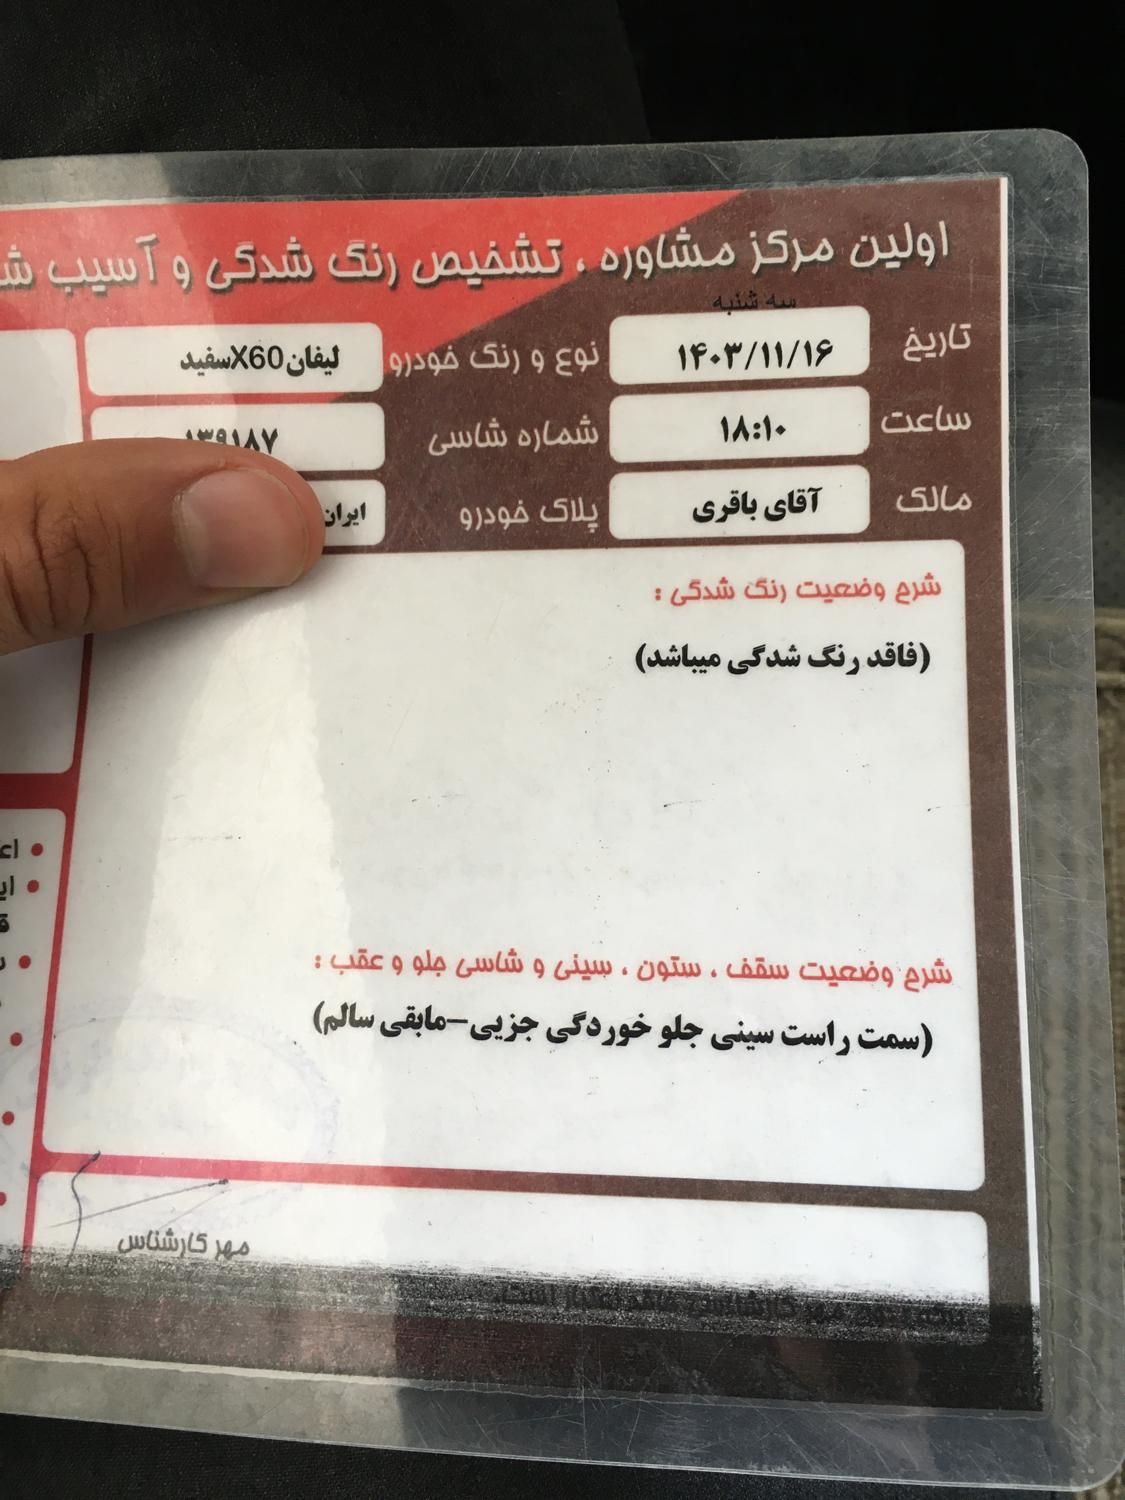 اولین مرکز مشاوره ، تشخیص رنگ شدگی و آسیب
سه شنبه
تاریخ ۱۴۰۳/۱۱/۱۶ نوع و رنگ خودرو لیفان X60سفید
ساعت ۱۸:۱۰ شماره شاسی ۱۳۹۱۸۷
مالک آقای باقری پلاک خودرو ایران
شرح وضعیت رنگ شدگی :
(فاقد رنگ شدگی میباشد)
شرح وضعیت سقف ، ستون ، سینی و شاسی جلو و عقب :
(سمت راست سینی جلو خوردگی جزیی-مابقی سالم)
مهر کارشناس